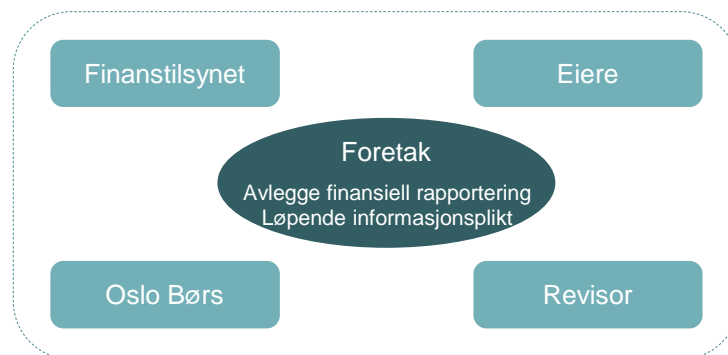 Finanstilsynet
Eiere
Foretak
Avlegge finansiell rapportering
Løpende informasjonsplikt
Oslo Børs
Revisor